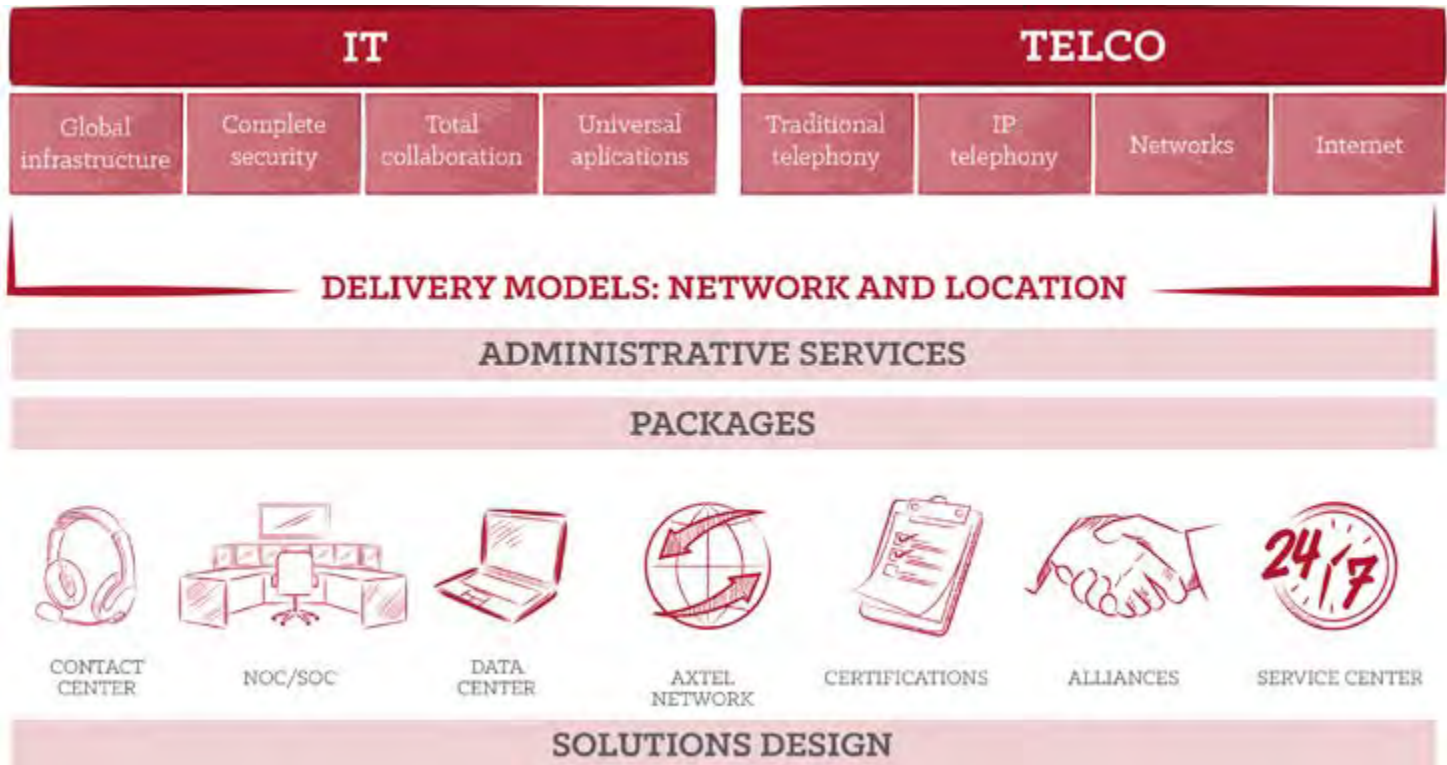 IT
TELCO
Global
infrastructure
Complete
security
Total
collaboration
Universal
aplications
Traditional
telephony
IP
telephony
Networks
Internet
DELIVERY MODELS: NETWORK AND LOCATION
ADMINISTRATIVE SERVICES
PACKAGES
24/7
CONTACT
CENTER
NOC/SOC
DATA
CENTER
AXTEL
NETWORK
CERTIFICATIONS
ALLIANCES
SERVICE CENTER
SOLUTIONS DESIGN